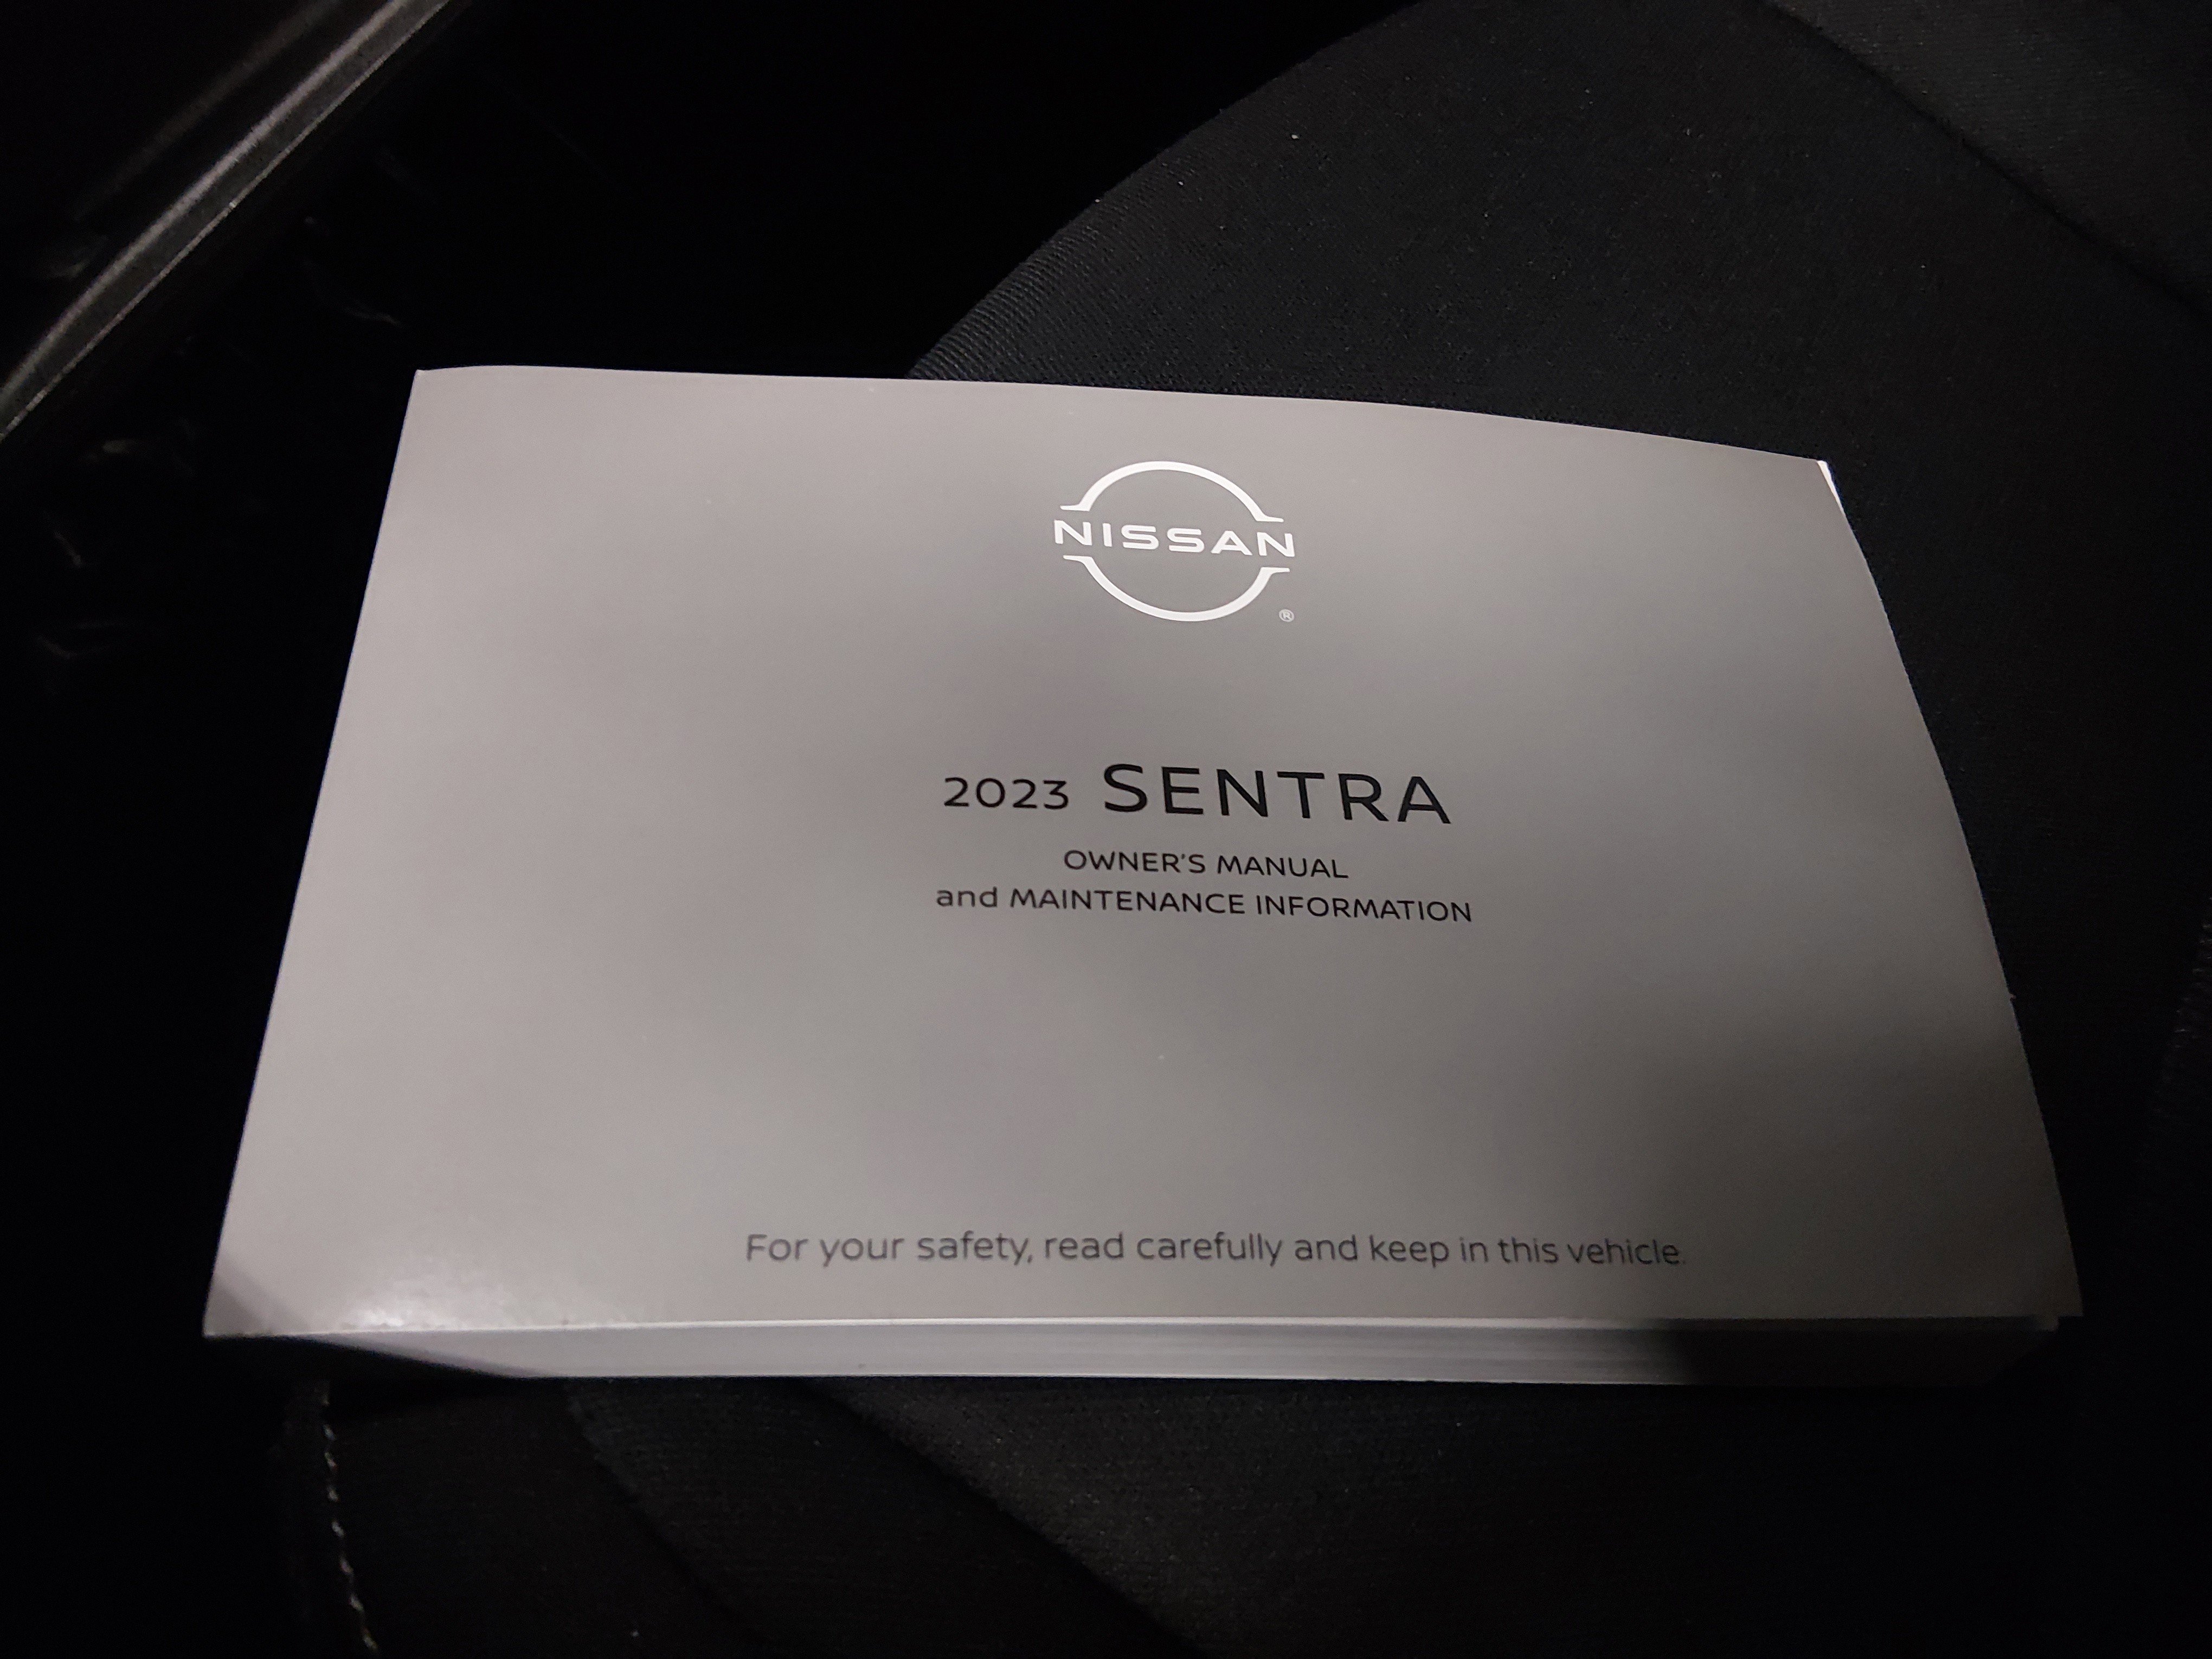 NISSAN
®
2023 SENTRA
OWNER'S MANUAL
and MAINTENANCE INFORMATION
For your safety, read carefully and keep in this vehicle.